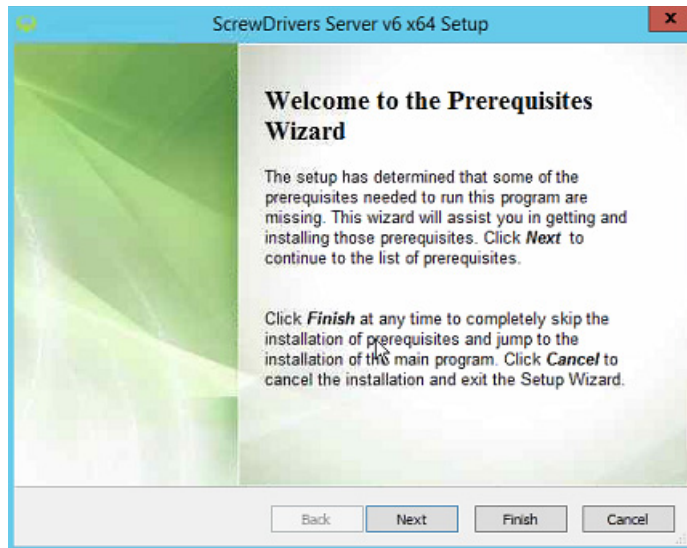 ScrewDrivers Server v6 x64 Setup
x
Welcome to the Prerequisites
Wizard
The setup has determined that some of the
prerequisites needed to run this program are
missing. This wizard will assist you in getting and
installing those prerequisites. Click Next to
continue to the list of prerequisites.
Click Finish at any time to completely skip the
installation of prerequisites and jump to the
installation of the main program. Click Cancel to
cancel the installation and exit the Setup Wizard.
Back Next Finish Cancel